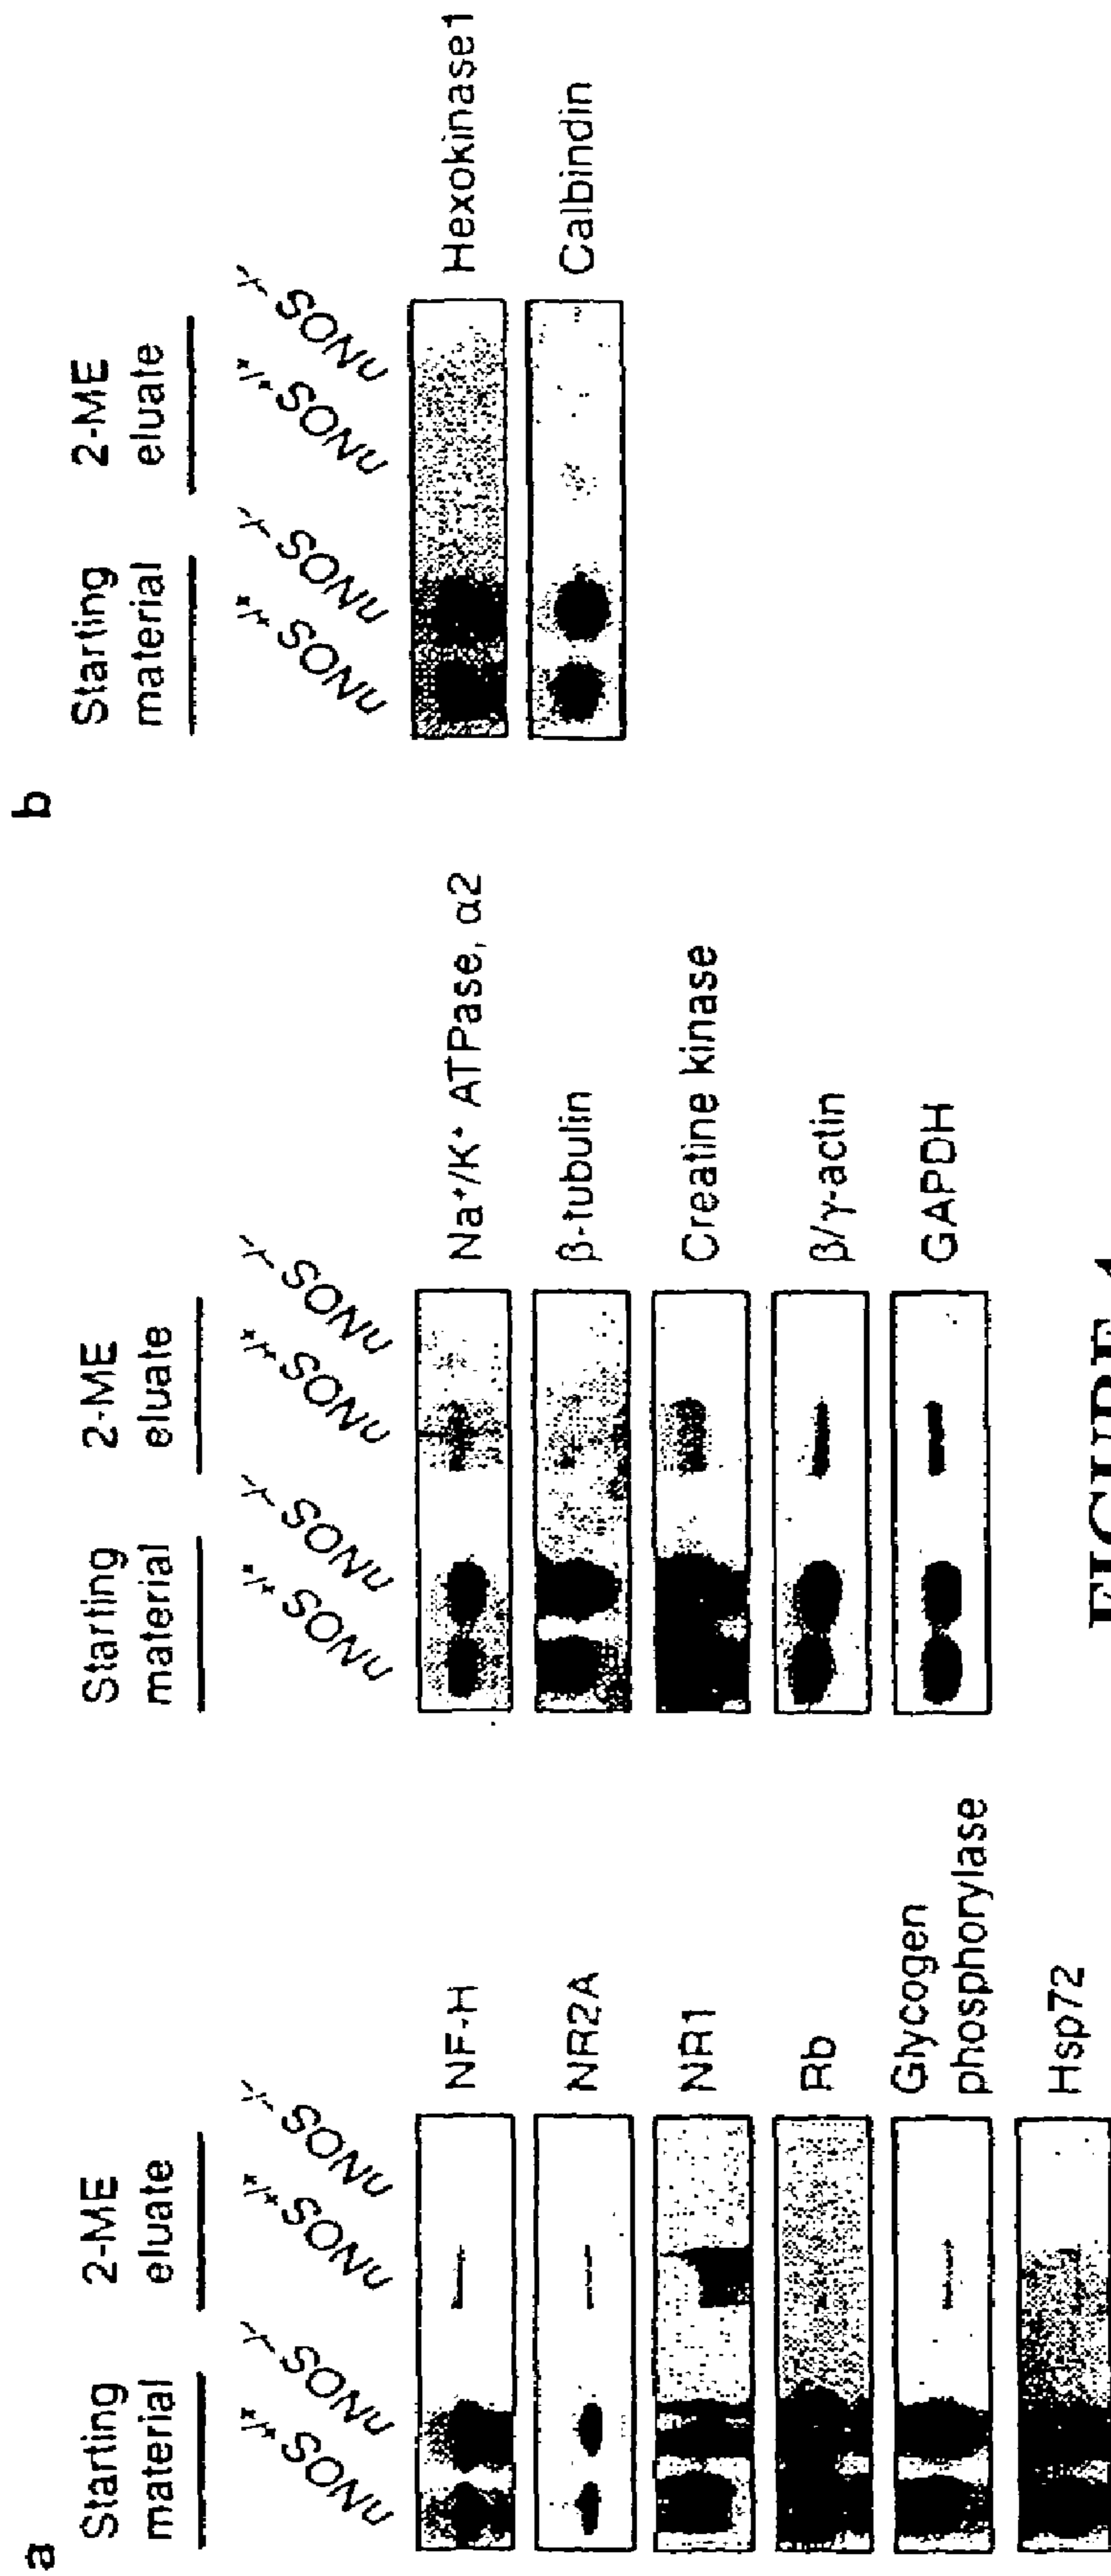 a
Starting
material
2-ME
eluate
nNOS +/+
nNOS -/-
nNOS +/+
nNOS -/-
NF-H
NR2A
NR1
Rb
Glycogen
phosphorylase
Hsp72
Starting
material
2-ME
eluate
nNOS +/+
nNOS -/-
nNOS +/+
nNOS -/-
Na+/K+ ATPase, α2
β-tubulin
Creatine kinase
β/γ-actin
GAPDH
b
Starting
material
2-ME
eluate
nNOS +/+
nNOS -/-
nNOS +/+
nNOS -/-
Hexokinase1
Calbindin